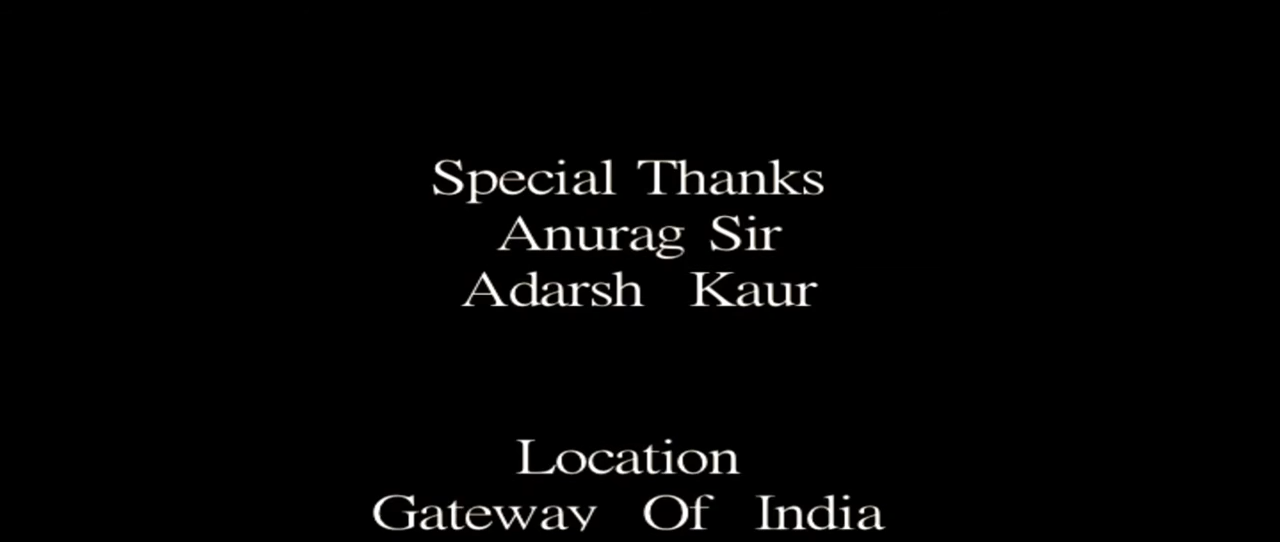 Special Thanks
Anurag Sir
Adarsh Kaur
Location
Gateway Of India